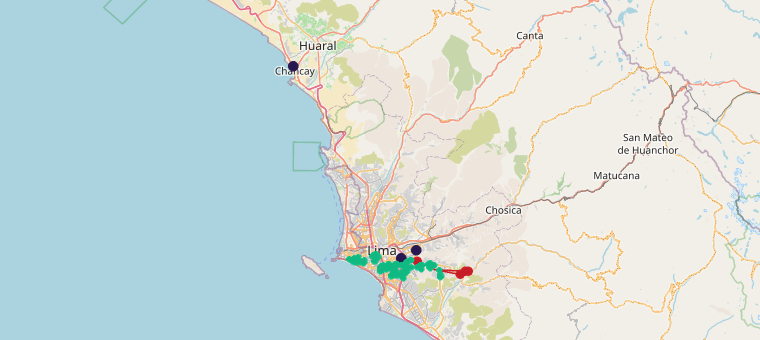 Canta
Huaral
Chancay
San Mateo
de Huanchor
Matucana
Chosica
Lima